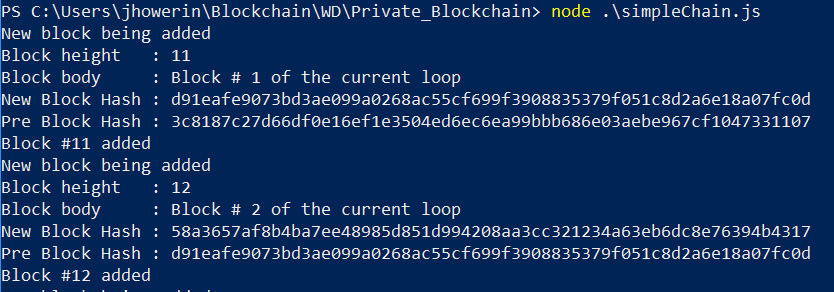 PS C:\Users\jhowerin\Blockchain\WD\Private_Blockchain> node .\simpleChain.js
New block being added
Block height   : 11
Block body     : Block # 1 of the current loop
New Block Hash : d91eafe9073bd3ae099a0268ac55cf699f3908835379f051c8d2a6e18a07fc0d
Pre Block Hash : 3c8187c27d66df0e16ef1e3504ed6ec6ea99bbb686e03aebe967cf1047331107
Block #11 added
New block being added
Block height   : 12
Block body     : Block # 2 of the current loop
New Block Hash : 58a3657af8b4ba7ee48985d851d994208aa3cc321234a63eb6dc8e76394b4317
Pre Block Hash : d91eafe9073bd3ae099a0268ac55cf699f3908835379f051c8d2a6e18a07fc0d
Block #12 added